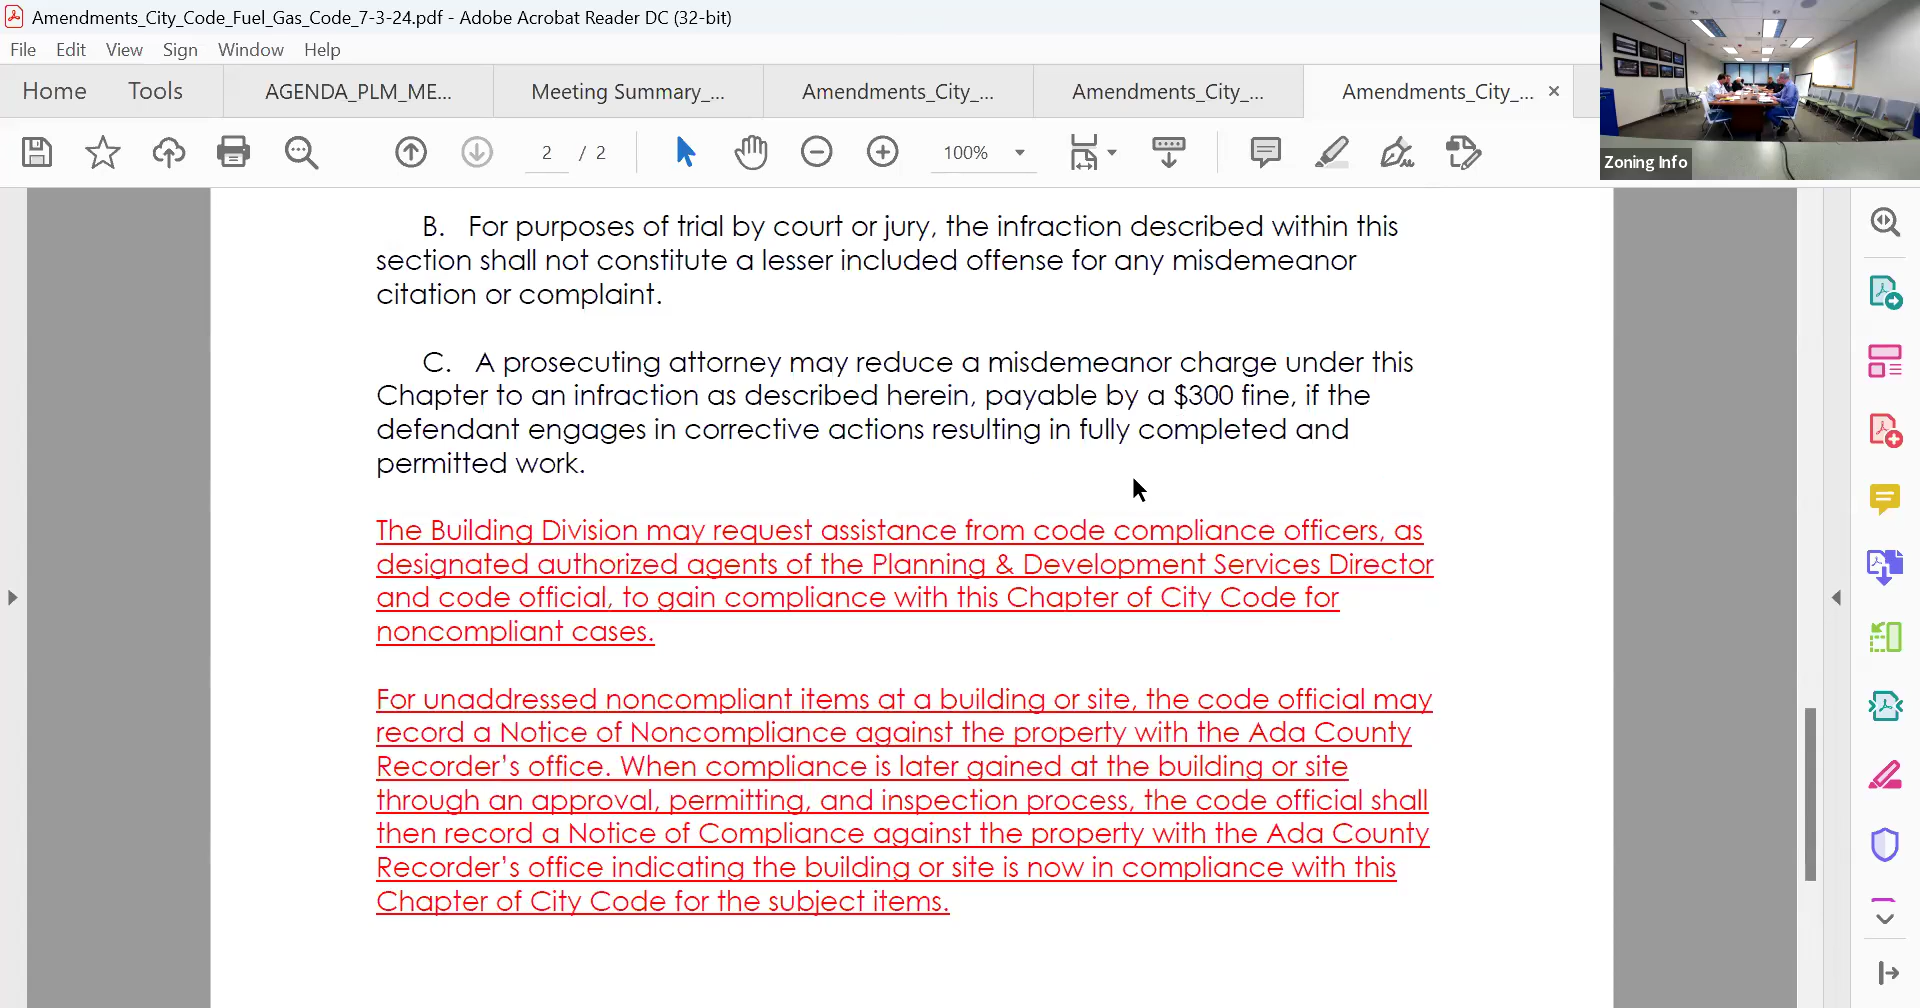 Amendments_City_Code_Fuel_Gas_Code_7-3-24.pdf - Adobe Acrobat Reader DC (32-bit)
File Edit View Sign Window Help
Home Tools AGENDA_PLM_ME... Meeting Summary_... Amendments_City_... Amendments_City_... Amendments_City_... ×
2 / 2 100%
Zoning Info
B. For purposes of trial by court or jury, the infraction described within this
section shall not constitute a lesser included offense for any misdemeanor
citation or complaint.
C. A prosecuting attorney may reduce a misdemeanor charge under this
Chapter to an infraction as described herein, payable by a $300 fine, if the
defendant engages in corrective actions resulting in fully completed and
permitted work.
The Building Division may request assistance from code compliance officers, as
designated authorized agents of the Planning & Development Services Director
and code official, to gain compliance with this Chapter of City Code for
noncompliant cases.
For unaddressed noncompliant items at a building or site, the code official may
record a Notice of Noncompliance against the property with the Ada County
Recorder's office. When compliance is later gained at the building or site
through an approval, permitting, and inspection process, the code official shall
then record a Notice of Compliance against the property with the Ada County
Recorder's office indicating the building or site is now in compliance with this
Chapter of City Code for the subject items.